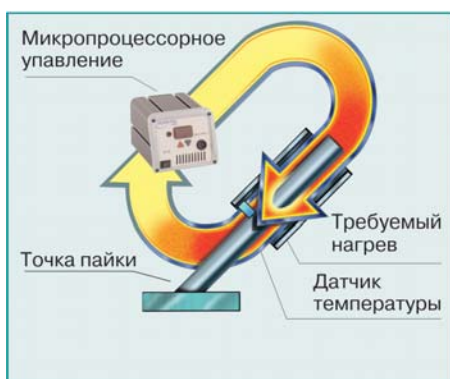 Микропроцессорное
упавление
Точка пайки
Требуемый
нагрев
Датчик
температуры